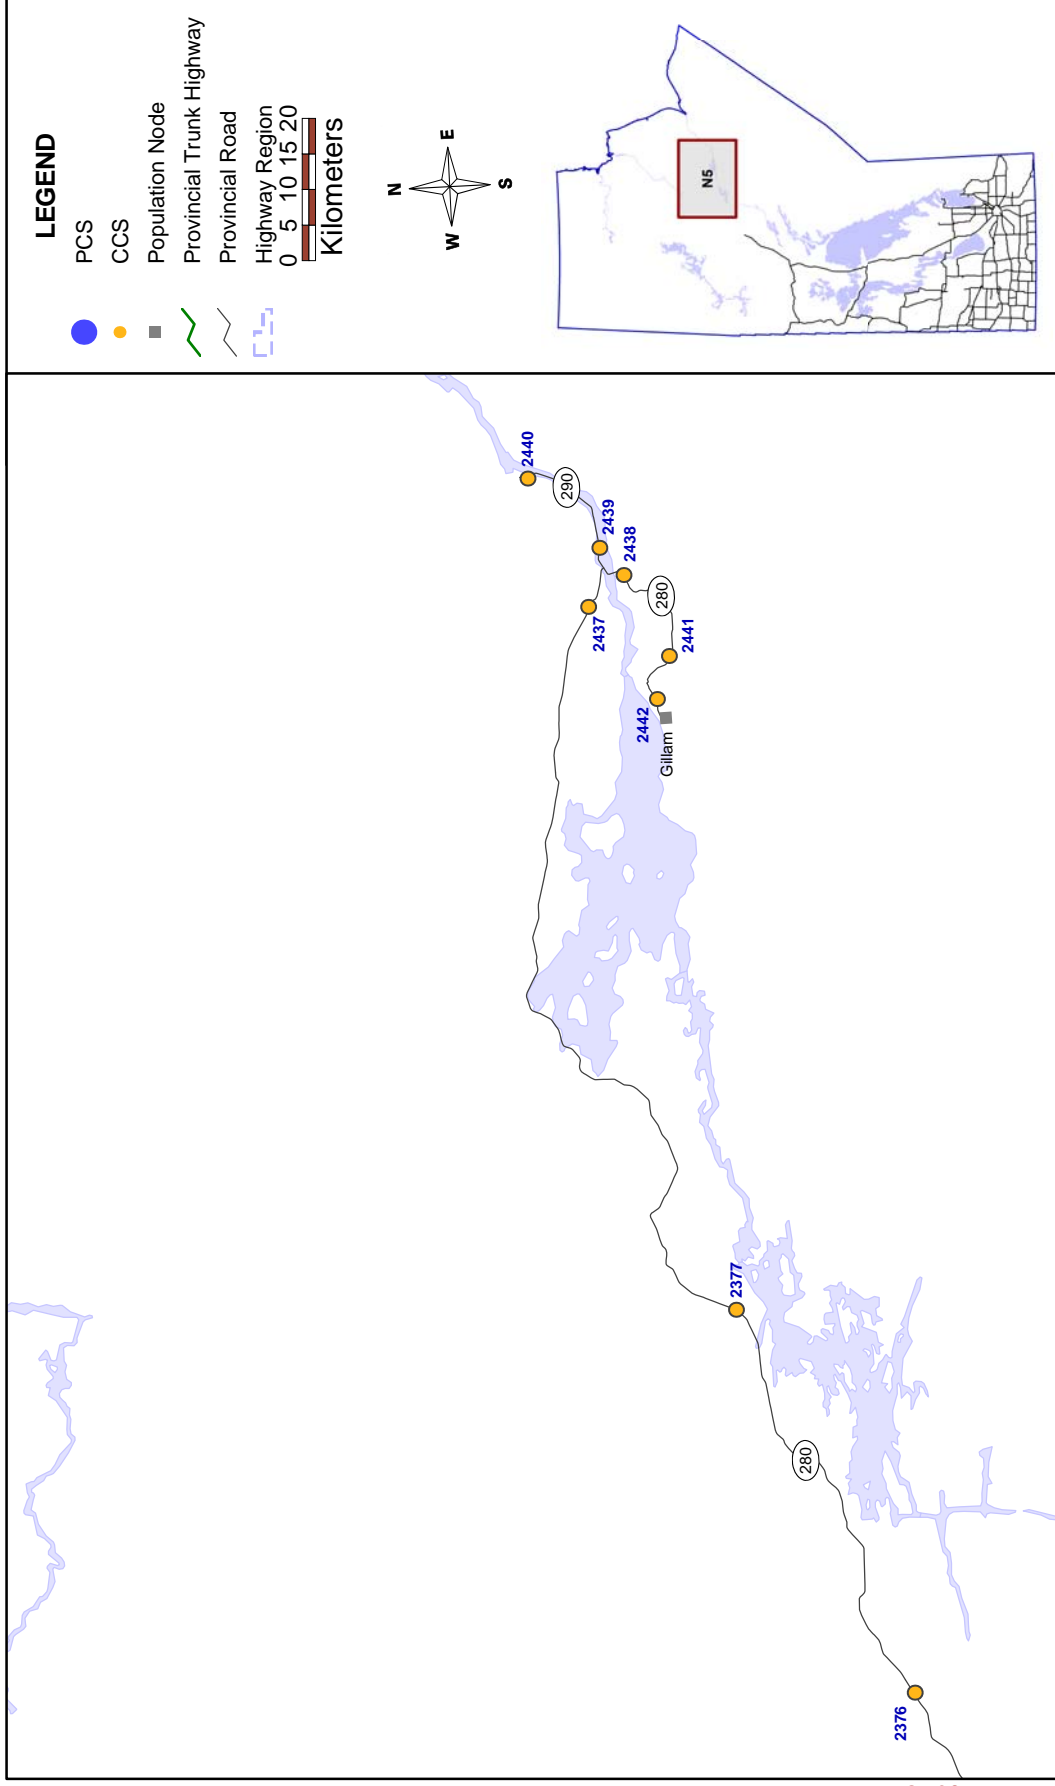 LEGEND
PCS
CCS
Population Node
Provincial Trunk Highway
Provincial Road
Highway Region
0 5 10 15 20
Kilometers
N
W
E
S
N5
2440
290
2439
2438
2437
280
2441
2442
Gillam
2377
280
2376